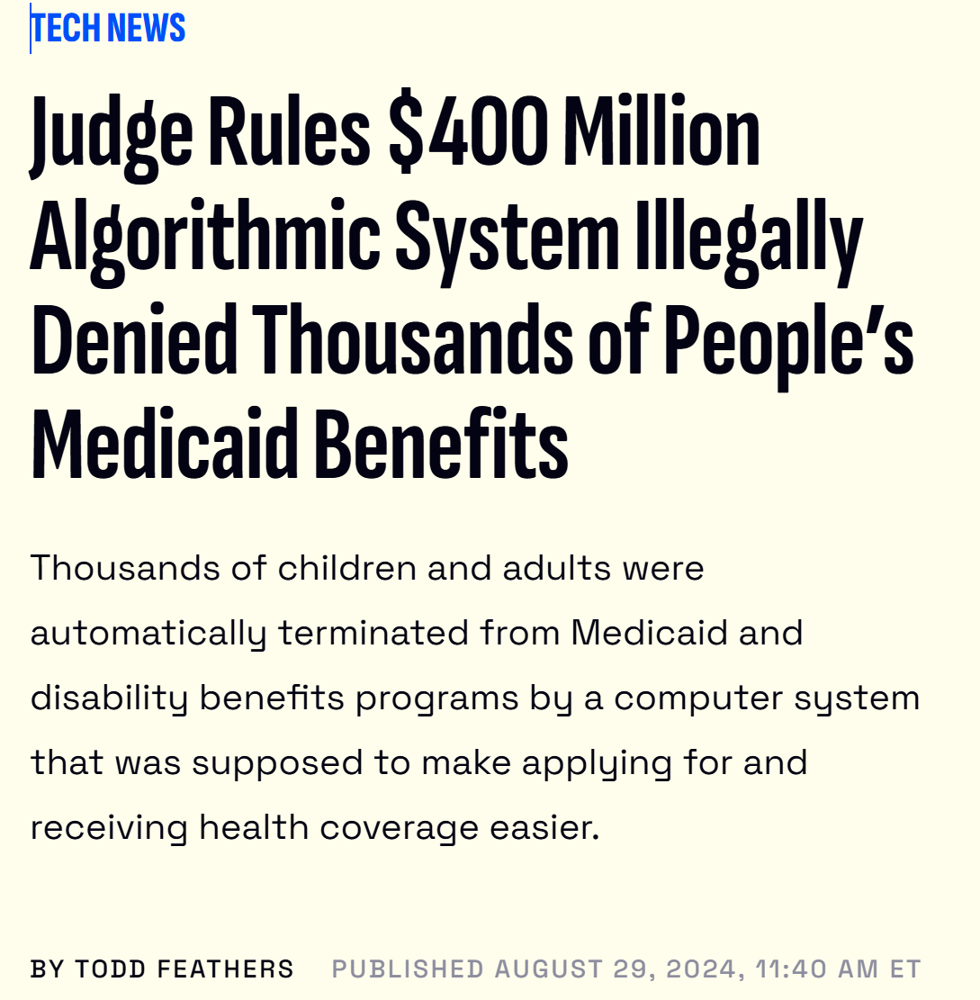 TECH NEWS
Judge Rules $400 Million
Algorithmic System Illegally
Denied Thousands of People’s
Medicaid Benefits
Thousands of children and adults were
automatically terminated from Medicaid and
disability benefits programs by a computer system
that was supposed to make applying for and
receiving health coverage easier.
BY TODD FEATHERS PUBLISHED AUGUST 29, 2024, 11:40 AM ET